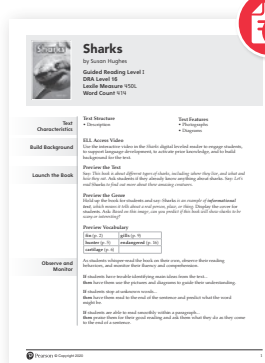 Sharks
Sharks
by Susan Hughes
Guided Reading Level I
DRA Level 16
Lexile Measure 450L
Word Count 414
Text Characteristics
Text Structure
• Description
Text Features
• Photographs
• Diagrams
Build Background
ELL Access Video
Use the interactive video in the Sharks digital leveled reader to engage students,
to support language development, to activate prior knowledge, and to build
background for the text.
Launch the Book
Preview the Text
Say: This book is about different types of sharks, including where they live, and what and
how they eat. Ask students if they already know anything about sharks. Say: Let's
read Sharks to find out more about these amazing creatures.
Preview the Genre
Hold up the book for students and say: Sharks is an example of informational
text, which means it tells about a real person, place, or thing. Display the cover for
students. Ask: Based on this image, can you predict if this book will show sharks to be
scary or interesting?
Preview Vocabulary
fin (p. 2)
gills (p. 9)
hunter (p. 3)
endangered (p. 16)
cartilage (p. 6)
Observe and Monitor
As students whisper-read the book on their own, observe their reading
behaviors, and monitor their fluency and comprehension.
If students have trouble identifying main ideas from the text...
then have them use the pictures and diagrams to guide their understanding.
If students stop at unknown words...
then have them read to the end of the sentence and predict what the word
might be.
If students are able to read smoothly within a paragraph...
then praise them for their good reading and ask them what they do as they come
to the end of a sentence.
Pearson © Copyright 2020
1